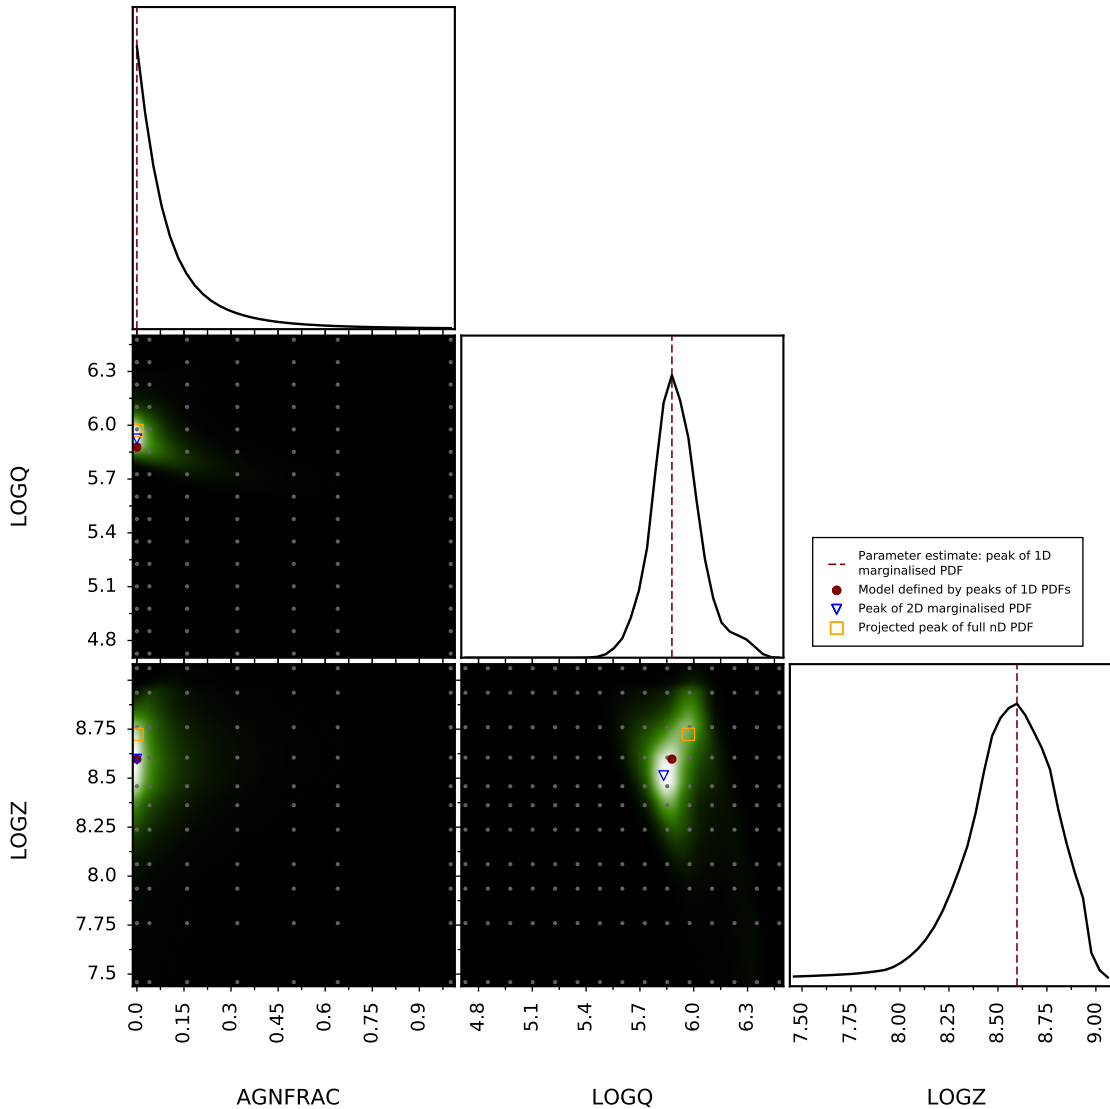 6.3
6.0
5.7
5.4
5.1
4.8
LOGQ
Parameter estimate: peak of 1D
marginalised PDF
Model defined by peaks of 1D PDFs
Peak of 2D marginalised PDF
Projected peak of full nD PDF
8.75
8.5
8.25
8.0
7.75
7.5
LOGZ
0.0 0.15 0.3 0.45 0.6 0.75 0.9
4.8 5.1 5.4 5.7 6.0 6.3
7.50 7.75 8.00 8.25 8.50 8.75 9.00
AGNFRAC LOGQ LOGZ